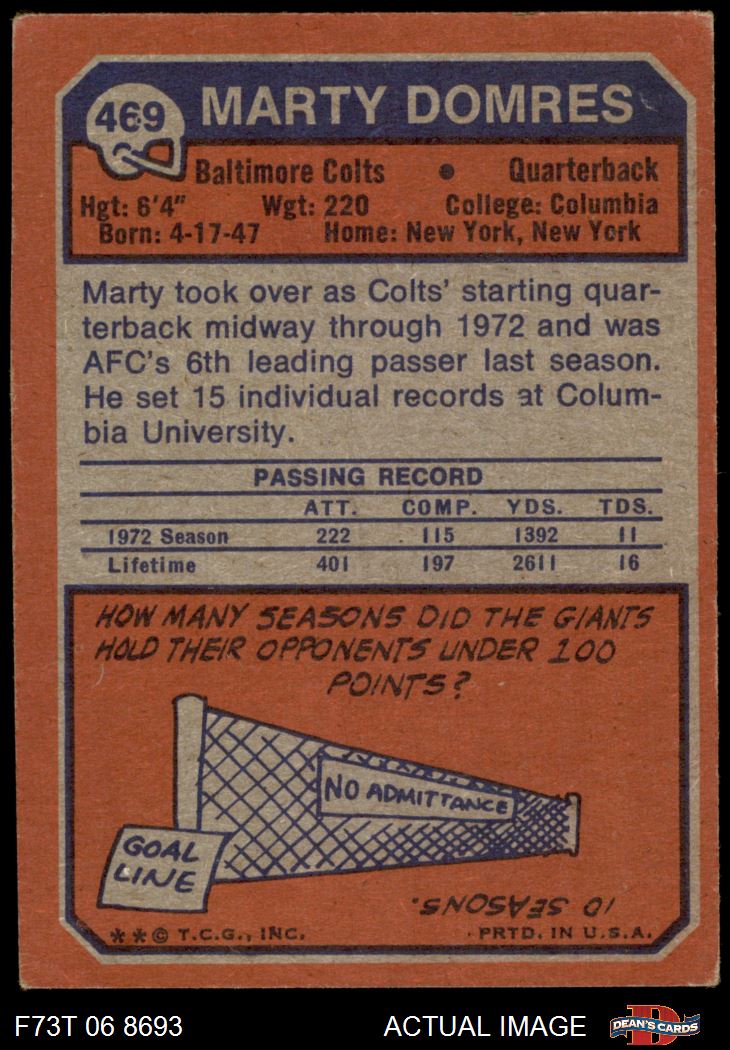 469 MARTY DOMRES
Baltimore Colts • Quarterback
Hgt: 6'4" Wgt: 220 College: Columbia
Born: 4-17-47 Home: New York, New York
Marty took over as Colts' starting quar-
terback midway through 1972 and was
AFC's 6th leading passer last season.
He set 15 individual records at Colum-
bia University.
PASSING RECORD
ATT. COMP. YDS. TDS.
1972 Season 222 115 1392 11
Lifetime 401 197 2611 16
HOW MANY SEASONS DID THE GIANTS
HOLD THEIR OPPONENTS UNDER 100
POINTS?
NO ADMITTANCE
GOAL
LINE
10 SEASONS.
** © T.C.G., INC. PRTD. IN U.S.A.
F73T 06 8693 ACTUAL IMAGE DEAN'S CARDS